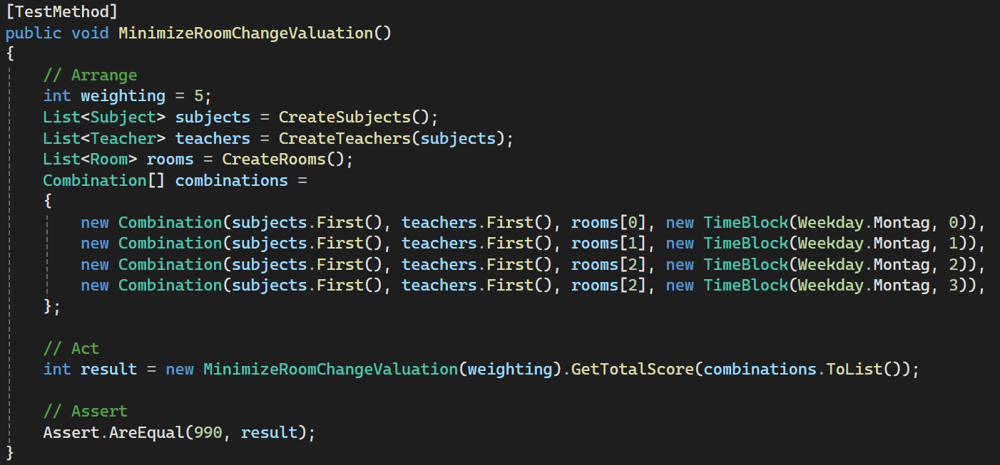 [TestMethod]
public void MinimizeRoomChangeValuation()
{
    // Arrange
    int weighting = 5;
    List<Subject> subjects = CreateSubjects();
    List<Teacher> teachers = CreateTeachers(subjects);
    List<Room> rooms = CreateRooms();
    Combination[] combinations =
    {
        new Combination(subjects.First(), teachers.First(), rooms[0], new TimeBlock(Weekday.Montag, 0)),
        new Combination(subjects.First(), teachers.First(), rooms[1], new TimeBlock(Weekday.Montag, 1)),
        new Combination(subjects.First(), teachers.First(), rooms[2], new TimeBlock(Weekday.Montag, 2)),
        new Combination(subjects.First(), teachers.First(), rooms[2], new TimeBlock(Weekday.Montag, 3)),
    };

    // Act
    int result = new MinimizeRoomChangeValuation(weighting).GetTotalScore(combinations.ToList());

    // Assert
    Assert.AreEqual(990, result);
}